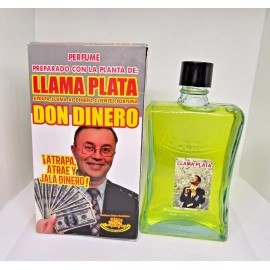 PERFUME
PREPARADO CON LA PLANTA DE:
LLAMA PLATA
DON DINERO
¡ATRAPA,
ATRAE Y
JALA DINERO!
LLAMA PLATA